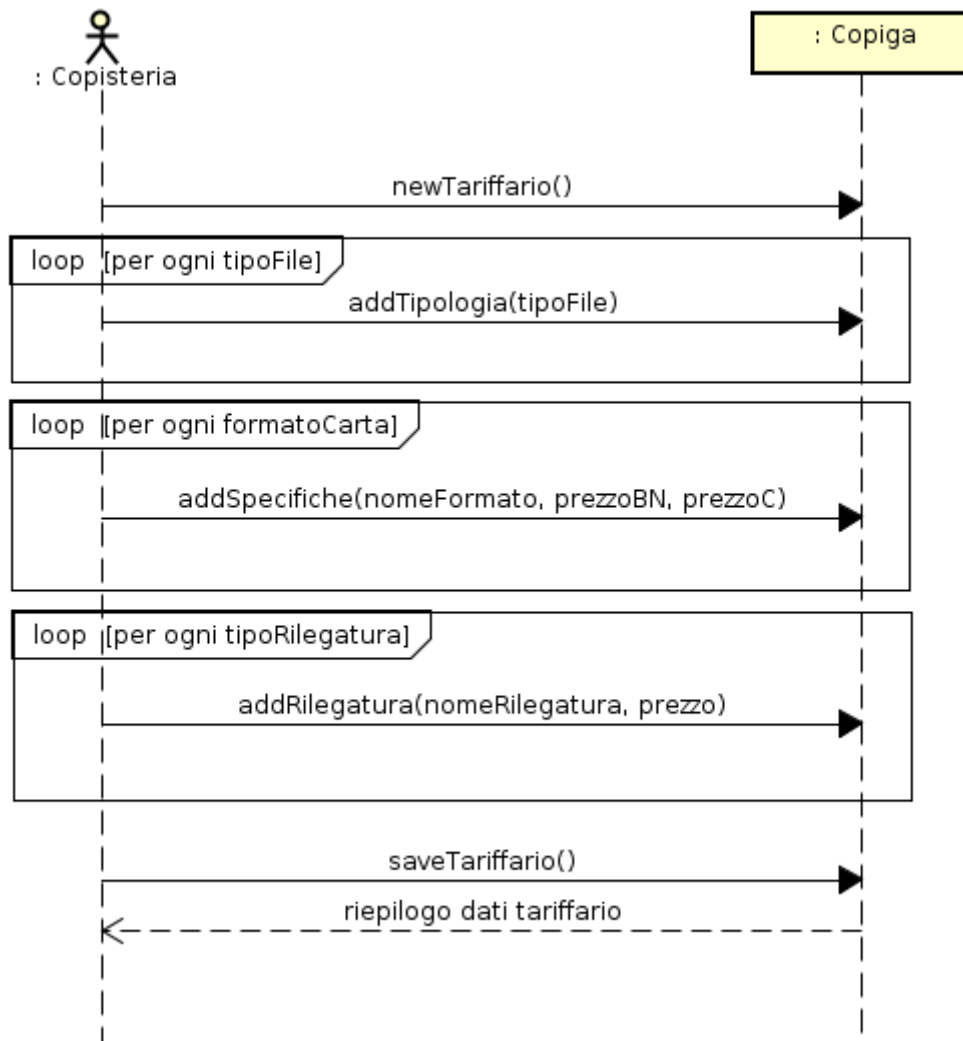 : Copisteria
: Copiga
newTariffario()
loop [per ogni tipoFile]
addTipologia(tipoFile)
loop [per ogni formatoCarta]
addSpecifiche(nomeFormato, prezzoBN, prezzoC)
loop [per ogni tipoRilegatura]
addRilegatura(nomeRilegatura, prezzo)
saveTariffario()
riepilogo dati tariffario